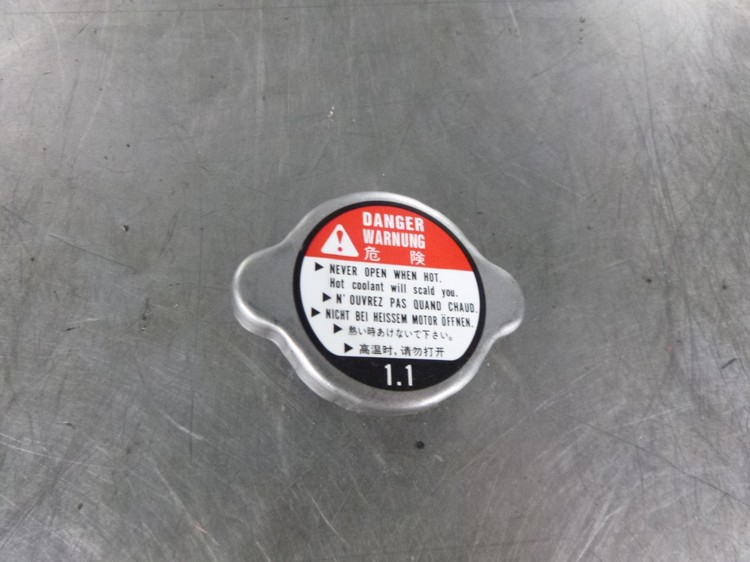 DANGER
WARNUNG
危険
▶ NEVER OPEN WHEN HOT.
Hot coolant will scald you.
▶ N' OUVREZ PAS QUAND CHAUD.
▶ NICHT BEI HEISSEM MOTOR ÖFFNEN.
▶ 熱い時あけないで下さい。
▶ 高温时,请勿打开
1.1